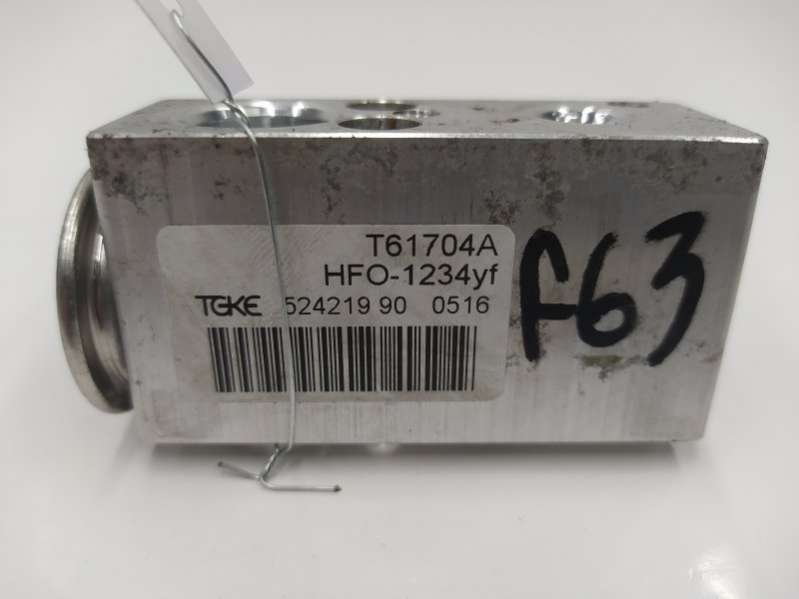 T61704A
HFO-1234yf
TGKE 524219 90 0516
F63